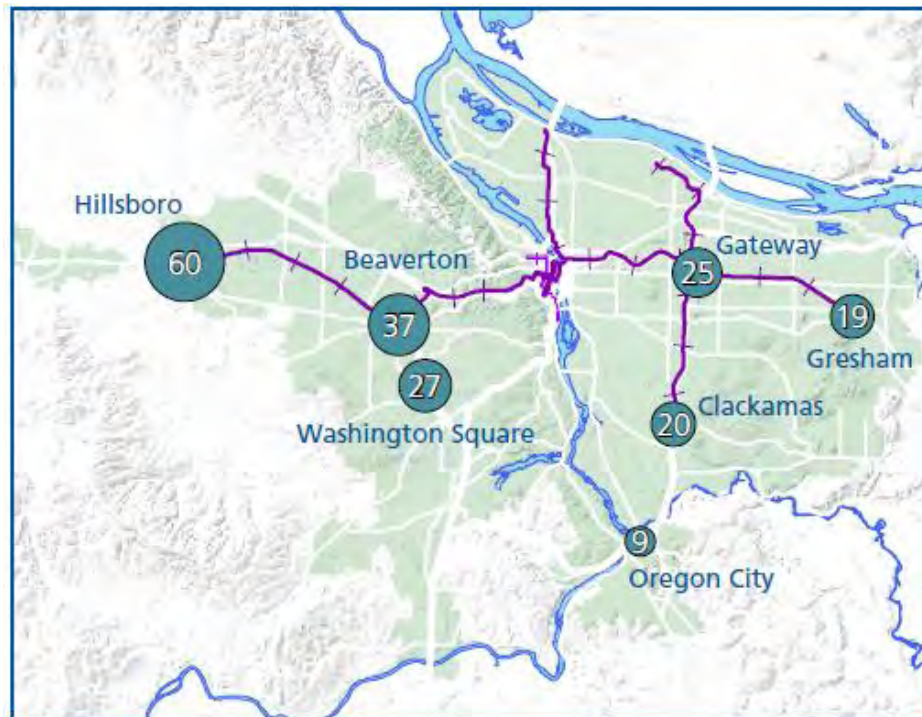 Hillsboro
60
Beaverton
37
27
Washington Square
Gateway
25
19
Gresham
Clackamas
20
9
Oregon City